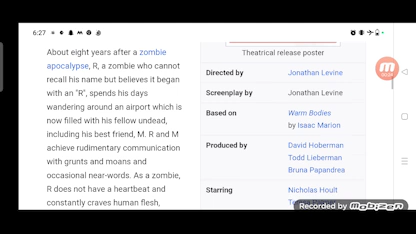 6:27
About eight years after a zombie
apocalypse, R, a zombie who cannot
recall his name but believes it began
with an "R", spends his days
wandering around an airport which is
now filled with his fellow undead,
including his best friend, M. R and M
achieve rudimentary communication
with grunts and moans and
occasional near-words. As a zombie,
R does not have a heartbeat and
constantly craves human flesh,
Theatrical release poster
Directed by Jonathan Levine
Screenplay by Jonathan Levine
Based on Warm Bodies
by Isaac Marion
Produced by David Hoberman
Todd Lieberman
Bruna Papandrea
Starring Nicholas Hoult
Recorded by Mobizen